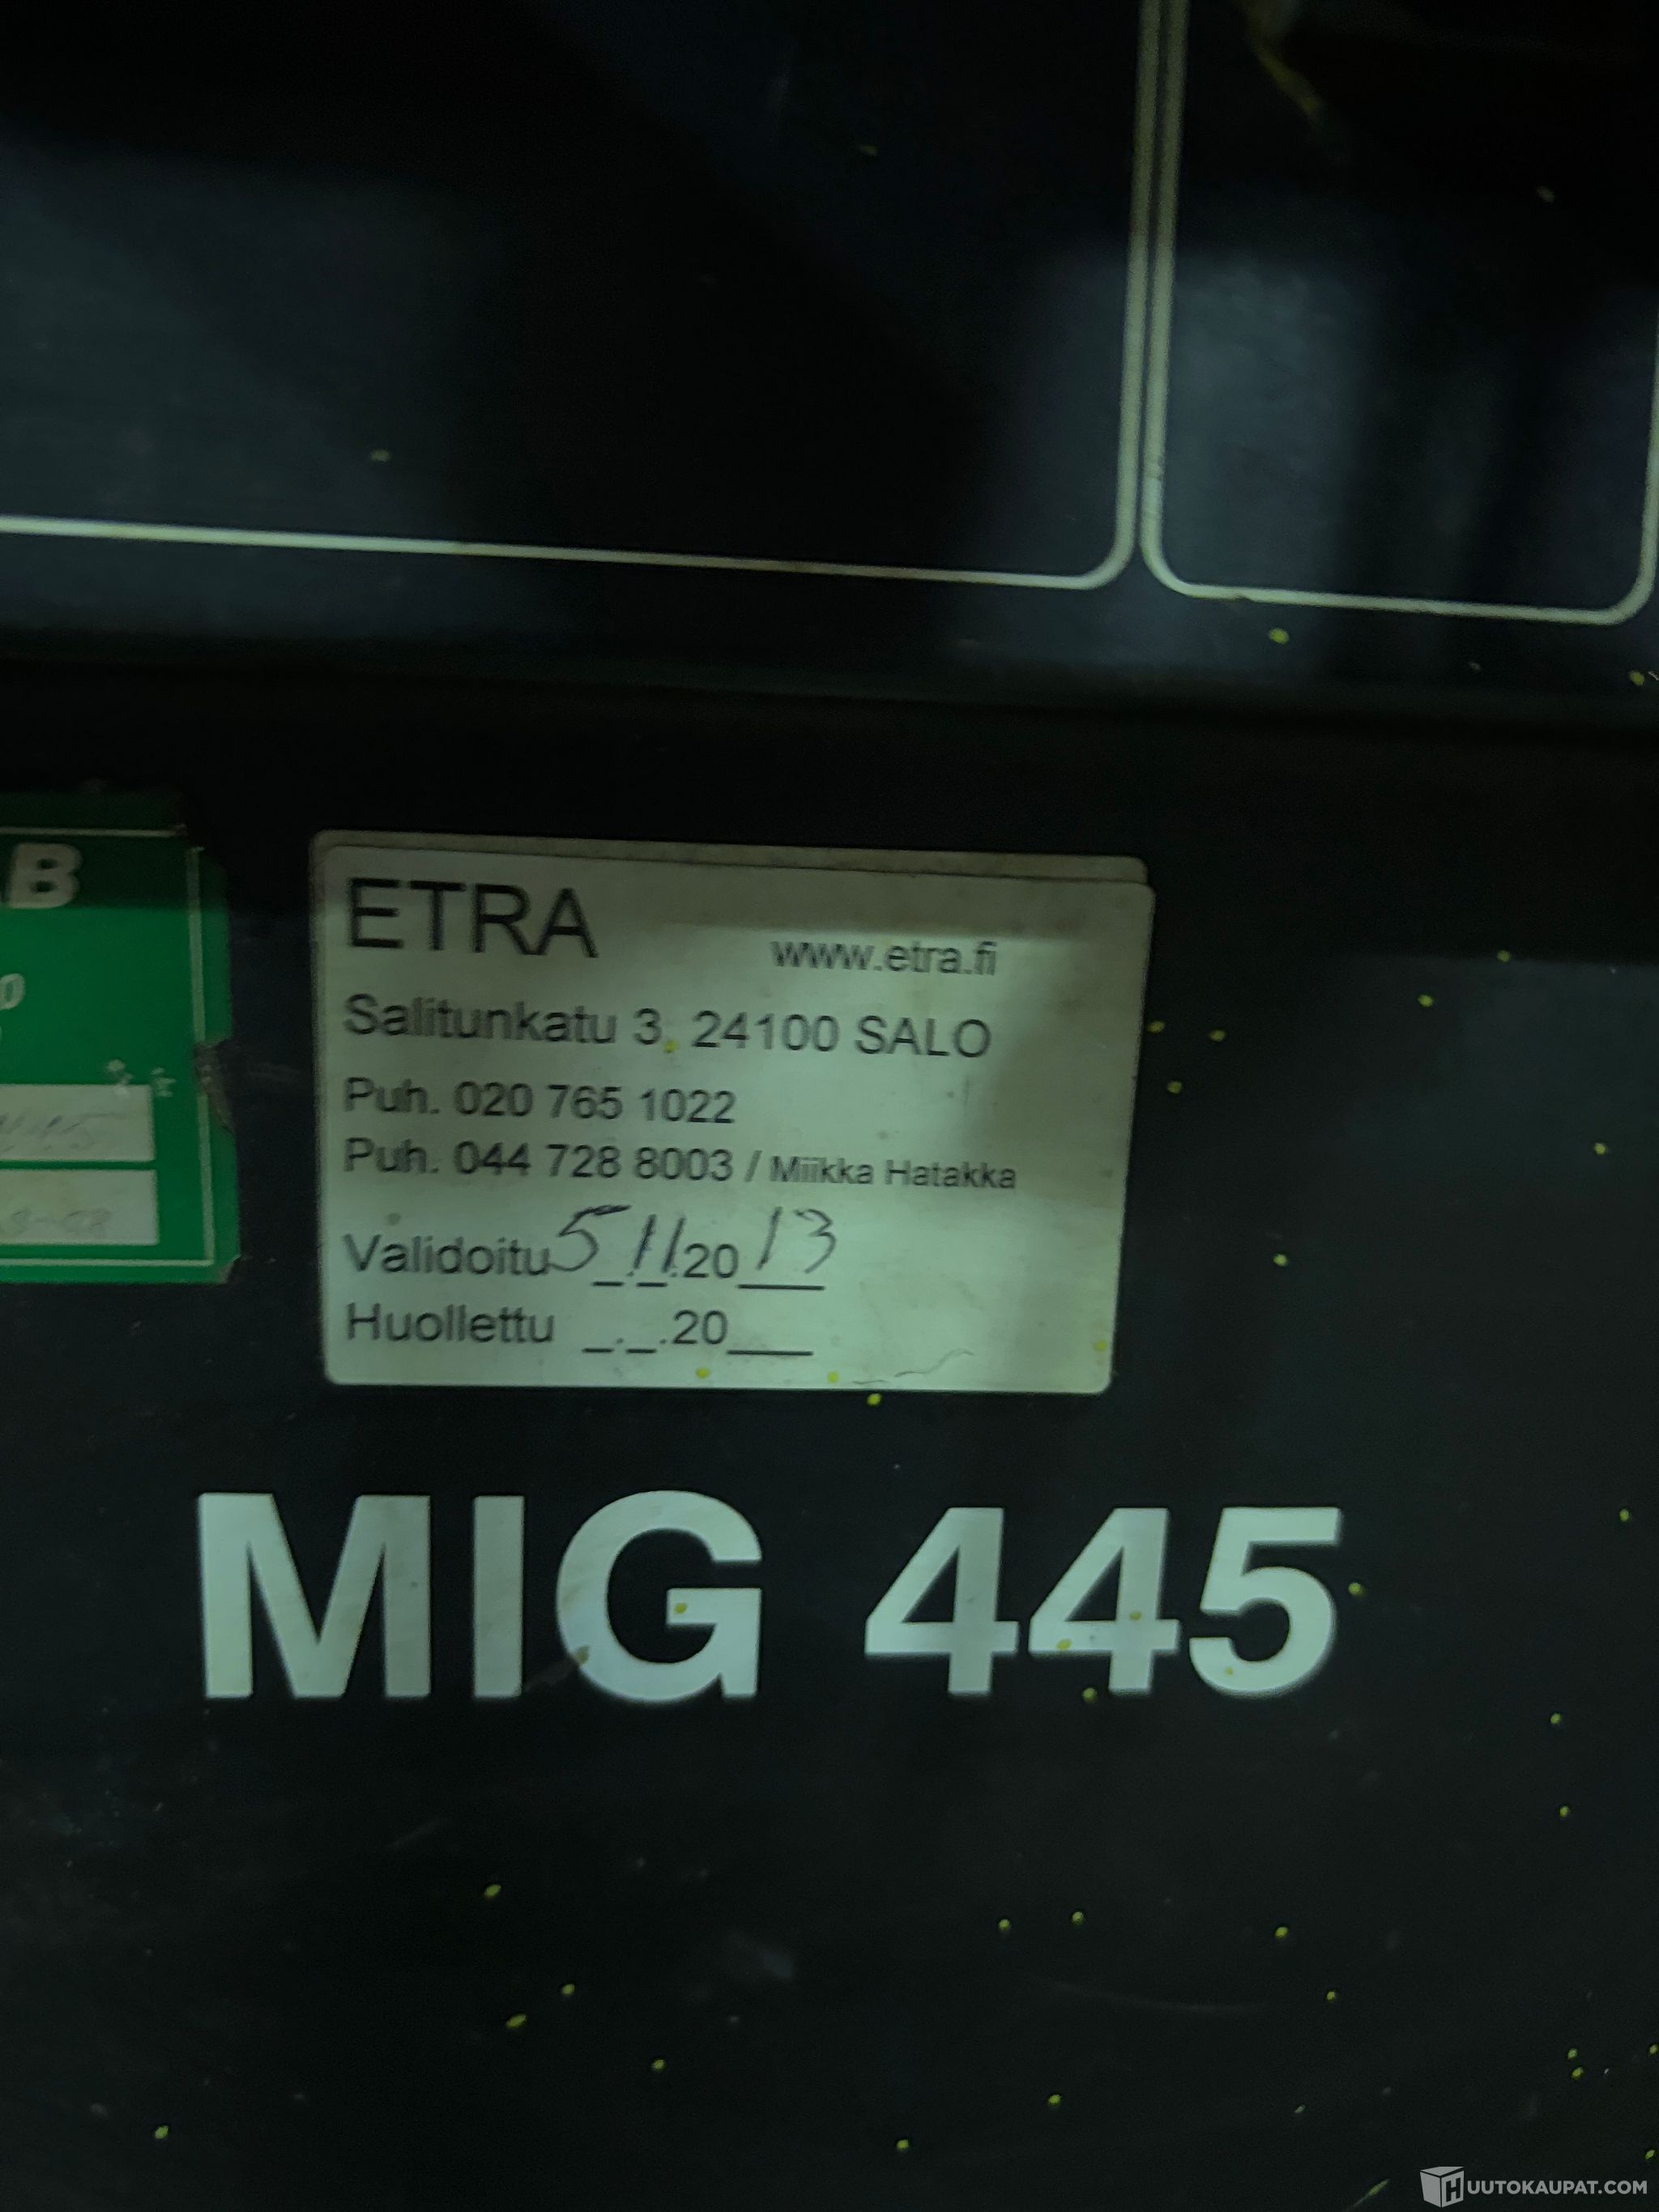 B
ETRA www.etra.fi
Salitunkatu 3, 24100 SALO
Puh. 020 765 1022
Puh. 044 728 8003 / Miikka Hatakka
Validoitu 5.11.2013
Huollettu _._.20__
MIG 445
HUUTOKAUPAT.COM